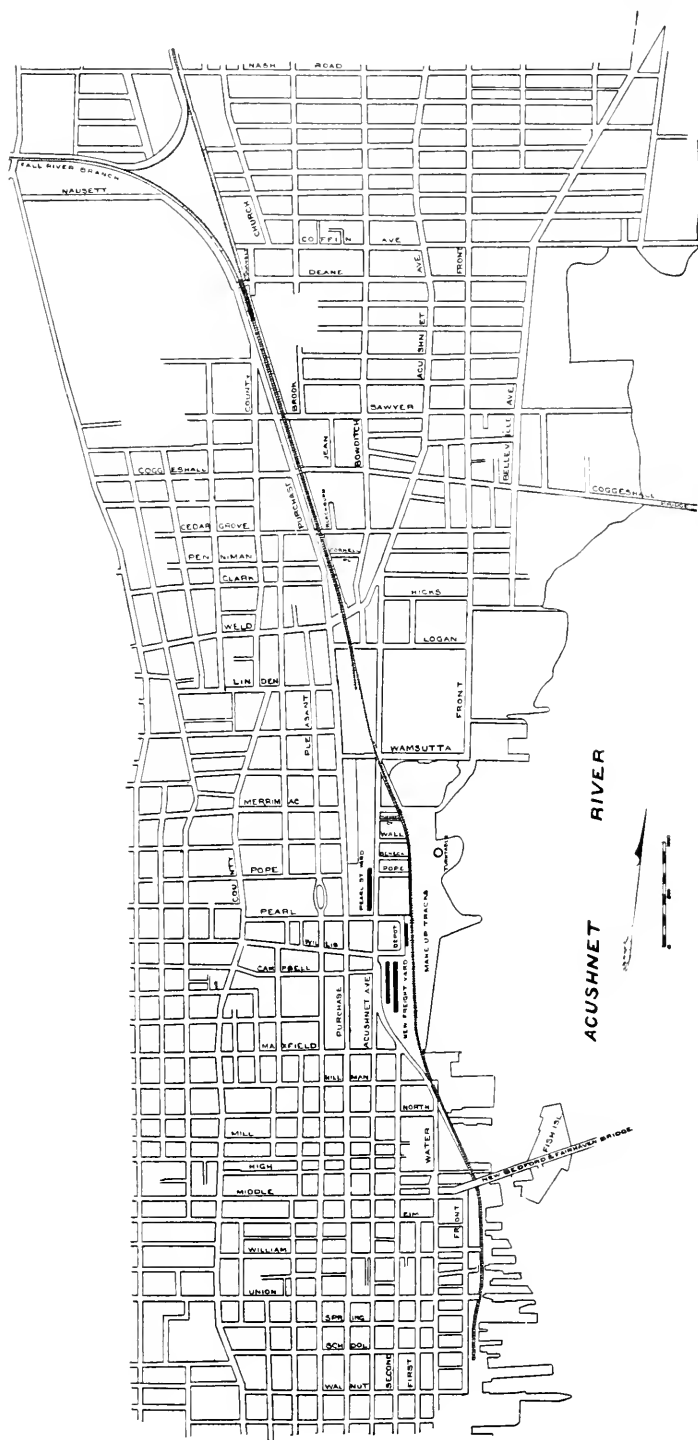 NASH ROAD
FALL RIVER BRANCH
NAUSETT
CHURCH
COFFIN AVE
DEANE
AVE
FRONT
ACUSHNET
COUNTY
BROOK
SAWYER
JEAN
BOWDITCH
BELLEVILLE AVE
COGGESHALL
COGGESHALL
PURCHASE
CEDAR GROVE
PENNIMAN
CLARK
HICKS
WELD
LOGAN
LINDEN
PLEASANT
FRONT
WAMSUTTA
MERRIMAC
WALL
POPE
POPE
COUNTY
PEARL ST YARD
TURNTABLE
PEARL
WILLIS
DEPOT
CAMPBELL
MAKE UP TRACKS
NEW FREIGHT YARD
PURCHASE
ACUSHNET AVE
MAXFIELD
HILLMAN
NORTH
MILL
WATER
HIGH
MIDDLE
FISH ISL
NEW BEDFORD & FAIRHAVEN BRIDGE
ELM
FRONT
WILLIAM
UNION
SPRING
SCHOOL
SECOND
FIRST
WALNUT
ACUSHNET RIVER